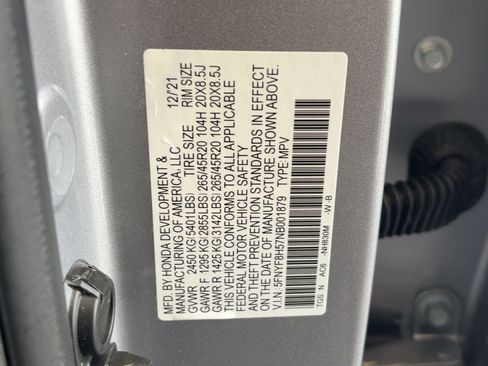 MFD. BY HONDA DEVELOPMENT &
MANUFACTURING OF AMERICA, LLC 12/21
GVWR 2450 KG(5401LBS) TIRE SIZE RIM SIZE
GAWR F 1295 KG(2855LBS) 265/45R20 104H 20X8.5J
GAWR R 1425 KG(3142LBS) 265/45R20 104H 20X8.5J
THIS VEHICLE CONFORMS TO ALL APPLICABLE
FEDERAL MOTOR VEHICLE SAFETY
AND THEFT PREVENTION STANDARDS IN EFFECT
ON THE DATE OF MANUFACTURE SHOWN ABOVE.
V.I.N.:5FNYF8H57NB001879 TYPE:MPV
TGS N AC6 -NH830M -W-B